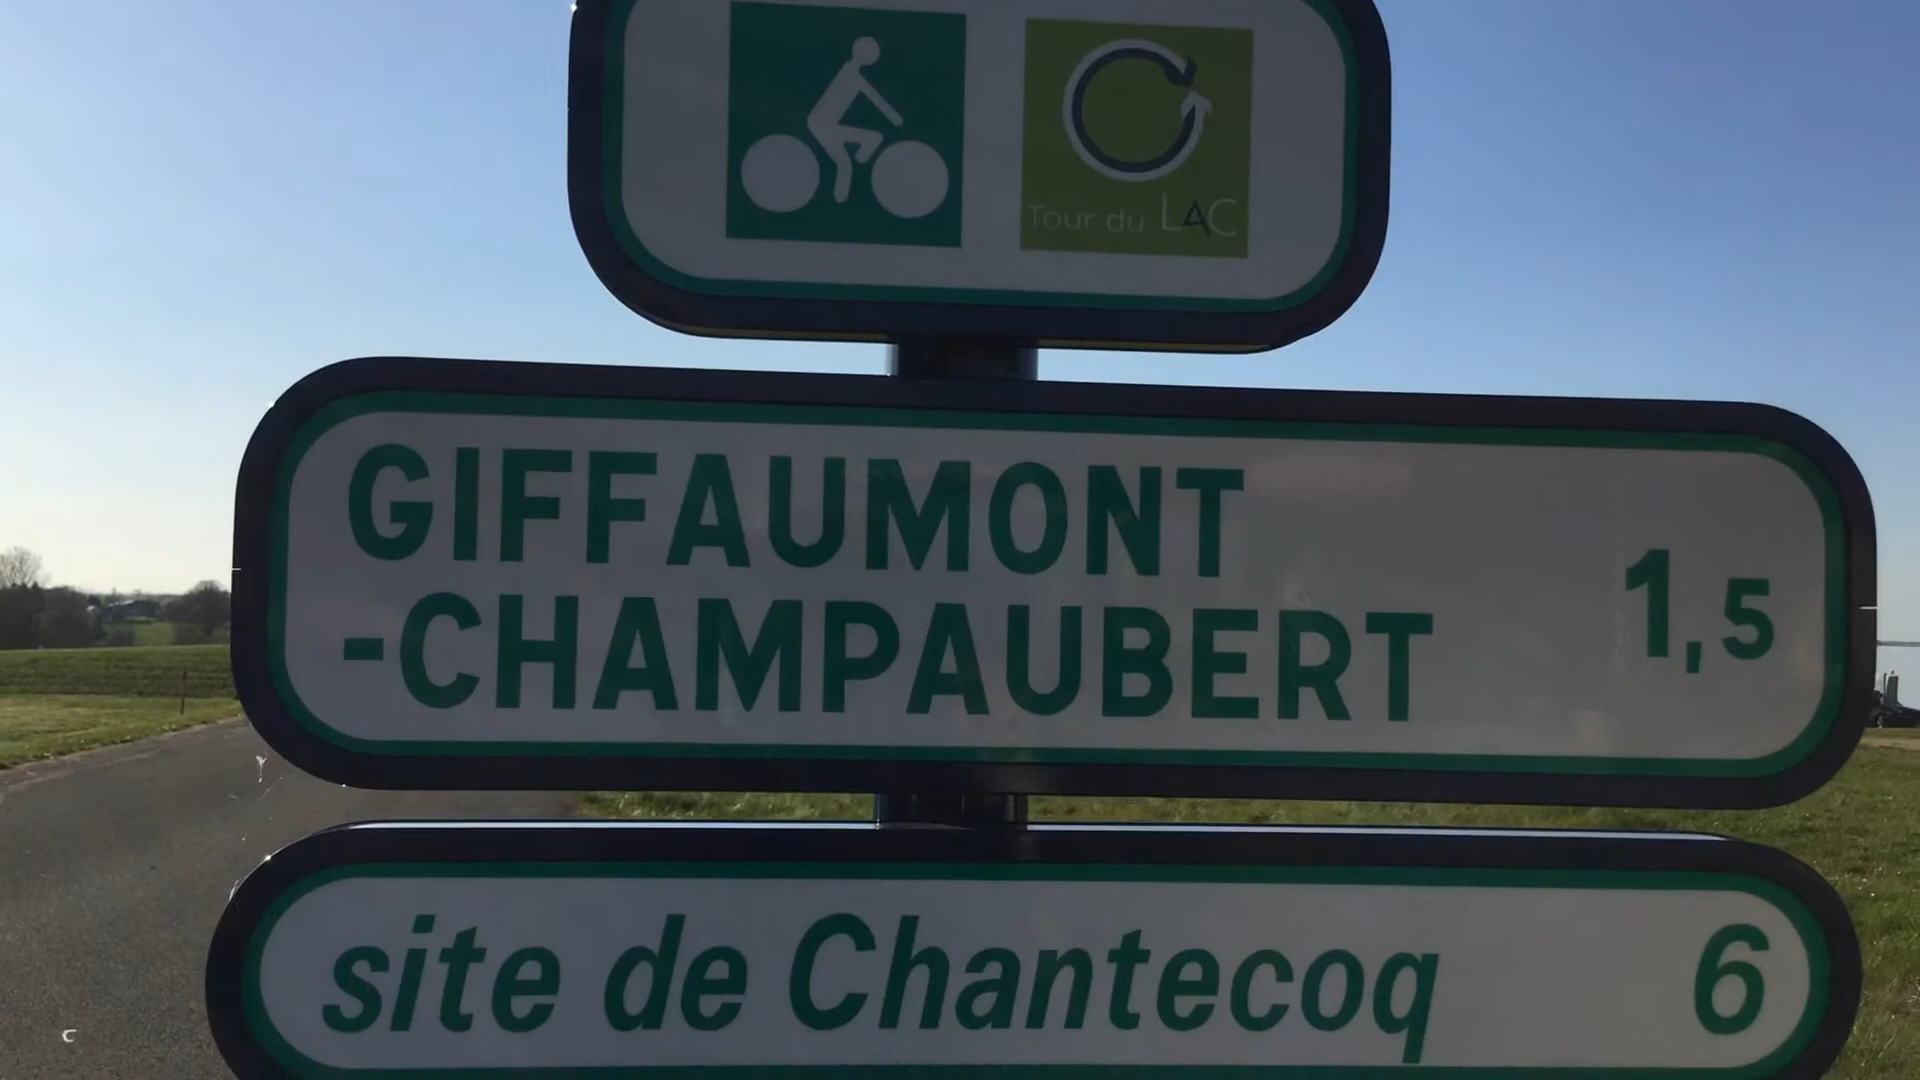 Tour du LAC
GIFFAUMONT
-CHAMPAUBERT
1,5
site de Chantecoq 6